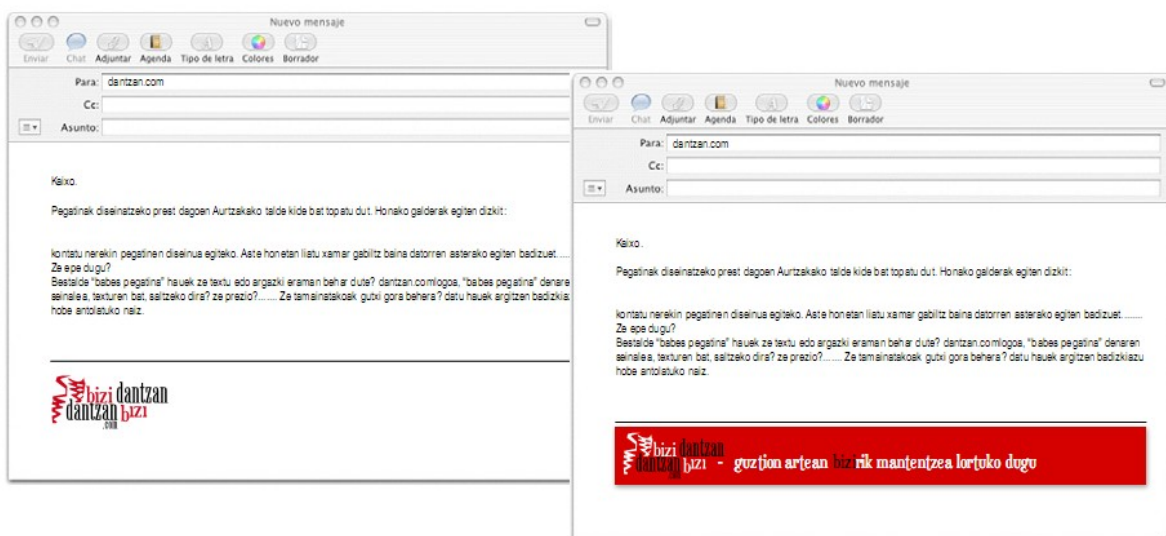 Nuevo mensaje
Enviar Chat Adjuntar Agenda Tipo de letra Colores Borrador
Para: dantzan.com
Cc:
Asunto:
Kaixo.
Pegatinak diseinatzeko prest dagoen Aurtzakako talde kide bat topatu dut. Honako galderak egiten dizkit:
kontatu nerekin pegatinen diseinua egiteko. Aste honetan liatu xamar gabiltz baina datorren asterako egiten badizuet.....
Ze epe dugu?
Bestalde "babes pegatina" hauek ze textu edo argazki eraman behar dute? dantzan.comlogoa, "babes pegatina" denare
seinalea, texturen bat, saltzeko dira? ze prezio?....... Ze tamainatakoak gutxi gora behera? datu hauek argitzen badizkia
hobe antolatuko naiz.
bizi dantzan
dantzan bizi
.com
Nuevo mensaje
Enviar Chat Adjuntar Agenda Tipo de letra Colores Borrador
Para: dantzan.com
Cc:
Asunto:
Kaixo.
Pegatinak diseinatzeko prest dagoen Aurtzakako talde kide bat topatu dut. Honako galderak egiten dizkit:
kontatu nerekin pegatinen diseinua egiteko. Aste honetan liatu xamar gabiltz baina datorren asterako egiten badizuet........
Ze epe dugu?
Bestalde "babes pegatina" hauek ze textu edo argazki eraman behar dute? dantzan.comlogoa, "babes pegatina" denaren
seinalea, texturen bat, saltzeko dira? ze prezio?....... Ze tamainatakoak gutxi gora behera? datu hauek argitzen badizkiazu
hobe antolatuko naiz.
bizi dantzan
dantzan bizi - guztion artean bizirik mantentzea lortuko dugu